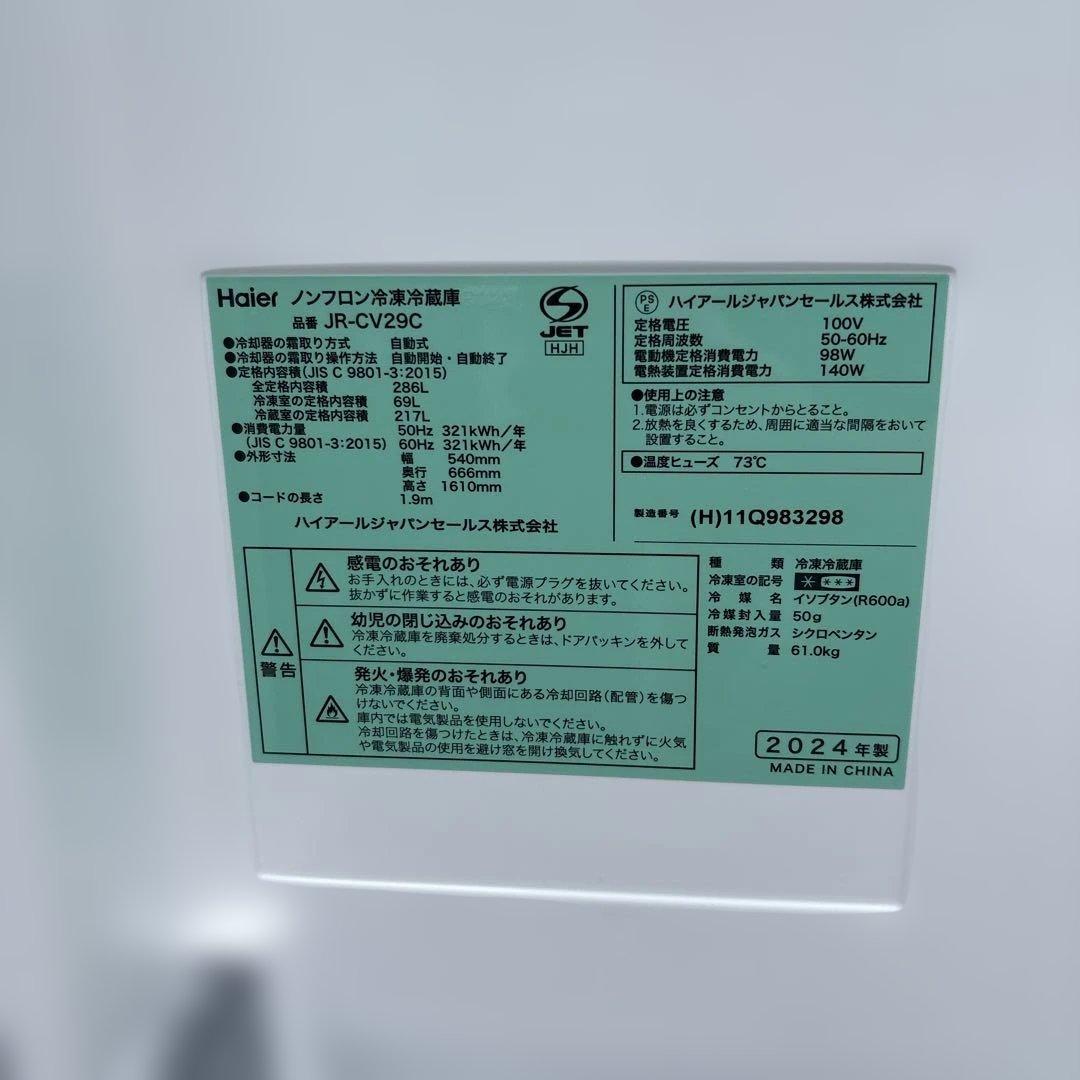 Haier ノンフロン冷凍冷蔵庫
品番 JR-CV29C
●冷却器の霜取り方式 自動式
●冷却器の霜取り操作方法 自動開始・自動終了
●定格内容積(JIS C 9801-3:2015)
全定格内容積 286L
冷凍室の定格内容積 69L
冷蔵室の定格内容積 217L
●消費電力量 50Hz 321kWh/年
(JIS C 9801-3:2015) 60Hz 321kWh/年
●外形寸法 幅 540mm
奥行 666mm
高さ 1610mm
●コードの長さ 1.9m
ハイアールジャパンセールス株式会社
JET
HJH
PSE ハイアールジャパンセールス株式会社
定格電圧 100V
定格周波数 50-60Hz
電動機定格消費電力 98W
電熱装置定格消費電力 140W
●使用上の注意
1.電源は必ずコンセントからとること。
2.放熱を良くするため、周囲に適当な間隔をおいて
設置すること。
●温度ヒューズ 73℃
製造番号 (H)11Q983298
警告
感電のおそれあり
お手入れのときには、必ず電源プラグを抜いてください。
抜かずに作業すると感電のおそれがあります。
幼児の閉じ込みのおそれあり
冷凍冷蔵庫を廃棄処分するときは、ドアパッキンを外して
ください。
発火・爆発のおそれあり
冷凍冷蔵庫の背面や側面にある冷却回路(配管)を傷つ
けないでください。
庫内では電気製品を使用しないでください。
冷却回路を傷つけたときは、冷凍冷蔵庫に触れずに火気
や電気製品の使用を避け窓を開け換気してください。
種類 冷凍冷蔵庫
冷凍室の記号 * ***
冷媒名 イソブタン(R600a)
冷媒封入量 50g
断熱発泡ガス シクロペンタン
質量 61.0kg
2024年製
MADE IN CHINA